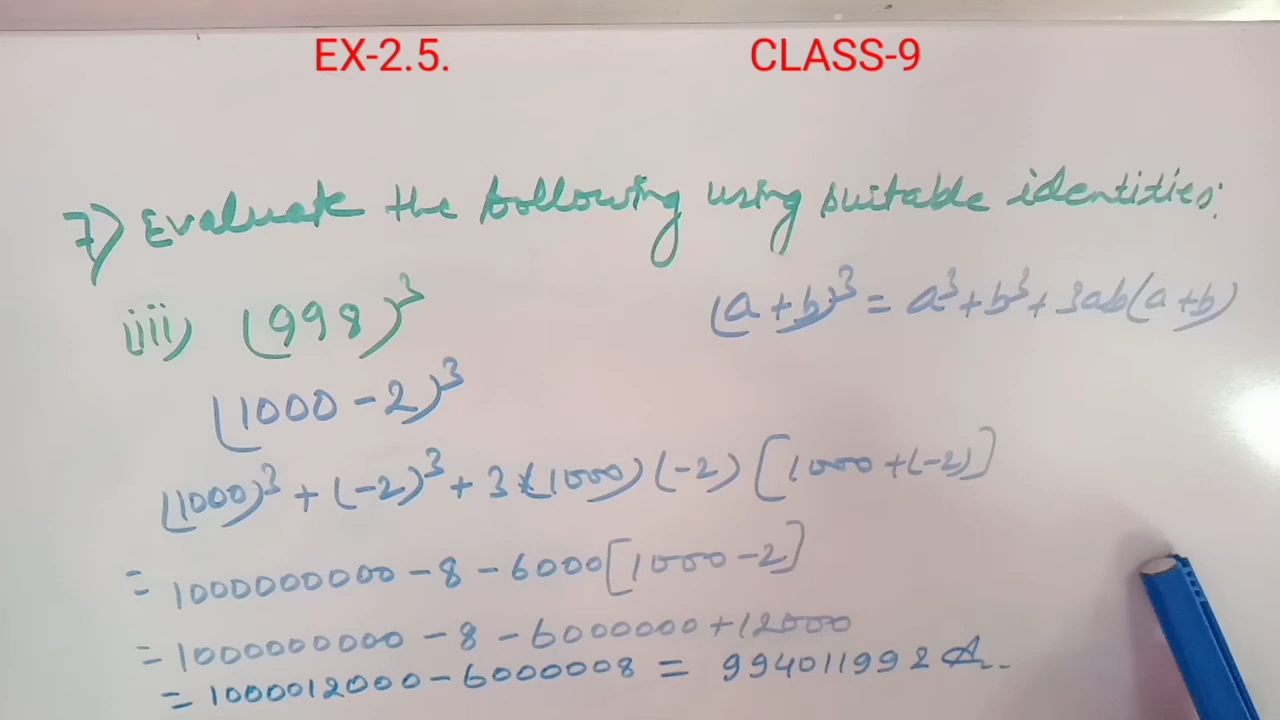 EX-2.5. CLASS-9
7) Evaluate the following using suitable identities:
iii) (998)³ (a+b)³ = a³+b³+3ab(a+b)
(1000-2)³
(1000)³ + (-2)³ + 3×(1000)(-2)[1000+(-2)]
= 1000000000 - 8 - 6000[1000-2]
= 1000000000 - 8 - 6000000+12000
= 1000012000 - 6000008 = 994011992 A..